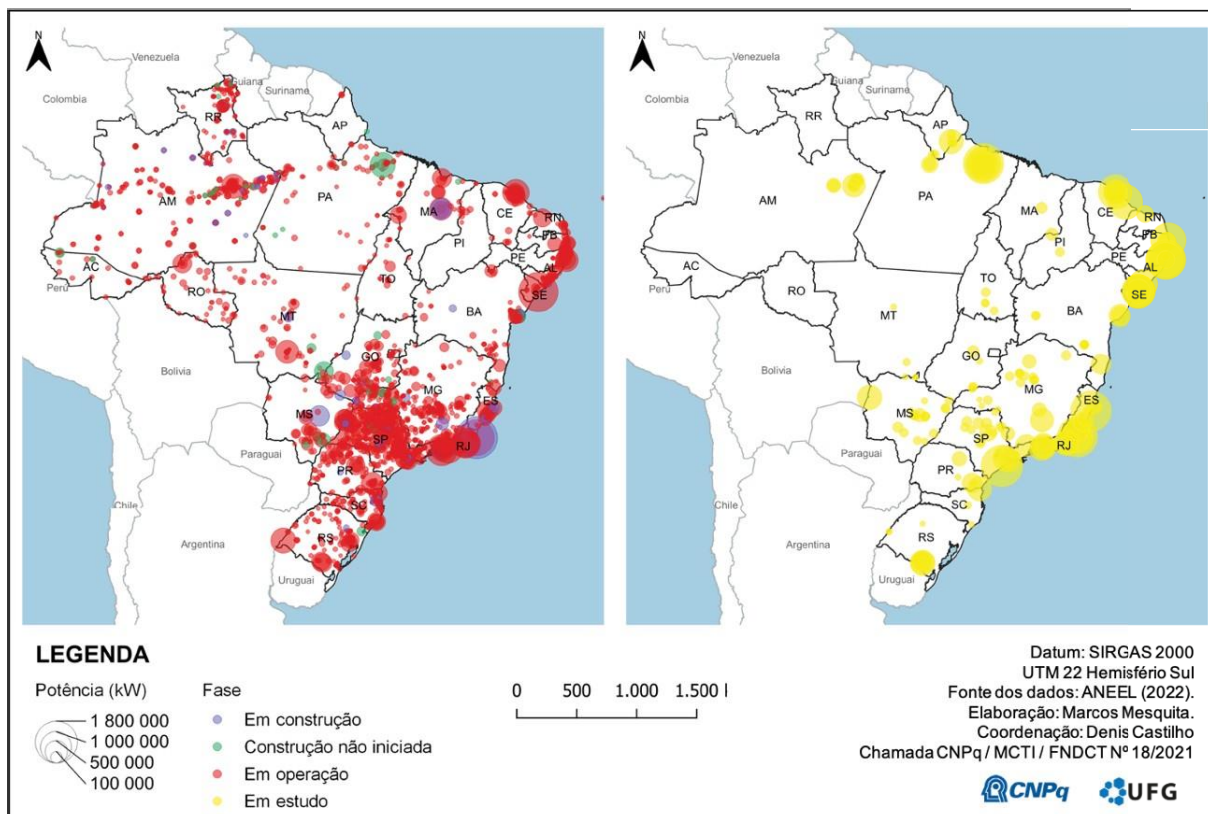 N
Venezuela
Guiana
Suriname
Colombia
RR
AP
AM
PA
MA
CE
RN
PB
PI
PE
AL
SE
AC
Peru
RO
TO
MT
BA
GO
Bolivia
MG
ES
MS
SP
RJ
Paraguai
PR
SC
Chile
RS
Argentina
Uruguai
N
Venezuela
Guiana
Suriname
Colombia
RR
AP
AM
PA
MA
CE
RN
PB
PI
PE
AL
SE
AC
Peru
RO
TO
MT
BA
GO
Bolivia
MG
ES
MS
SP
RJ
Paraguai
PR
SC
Chile
RS
Argentina
Uruguai
LEGENDA
Potência (kW)
1 800 000
1 000 000
500 000
100 000
Fase
Em construção
Construção não iniciada
Em operação
Em estudo
0 500 1.000 1.500 l
Datum: SIRGAS 2000
UTM 22 Hemisfério Sul
Fonte dos dados: ANEEL (2022).
Elaboração: Marcos Mesquita.
Coordenação: Denis Castilho
Chamada CNPq / MCTI / FNDCT Nº 18/2021
CNPq UFG